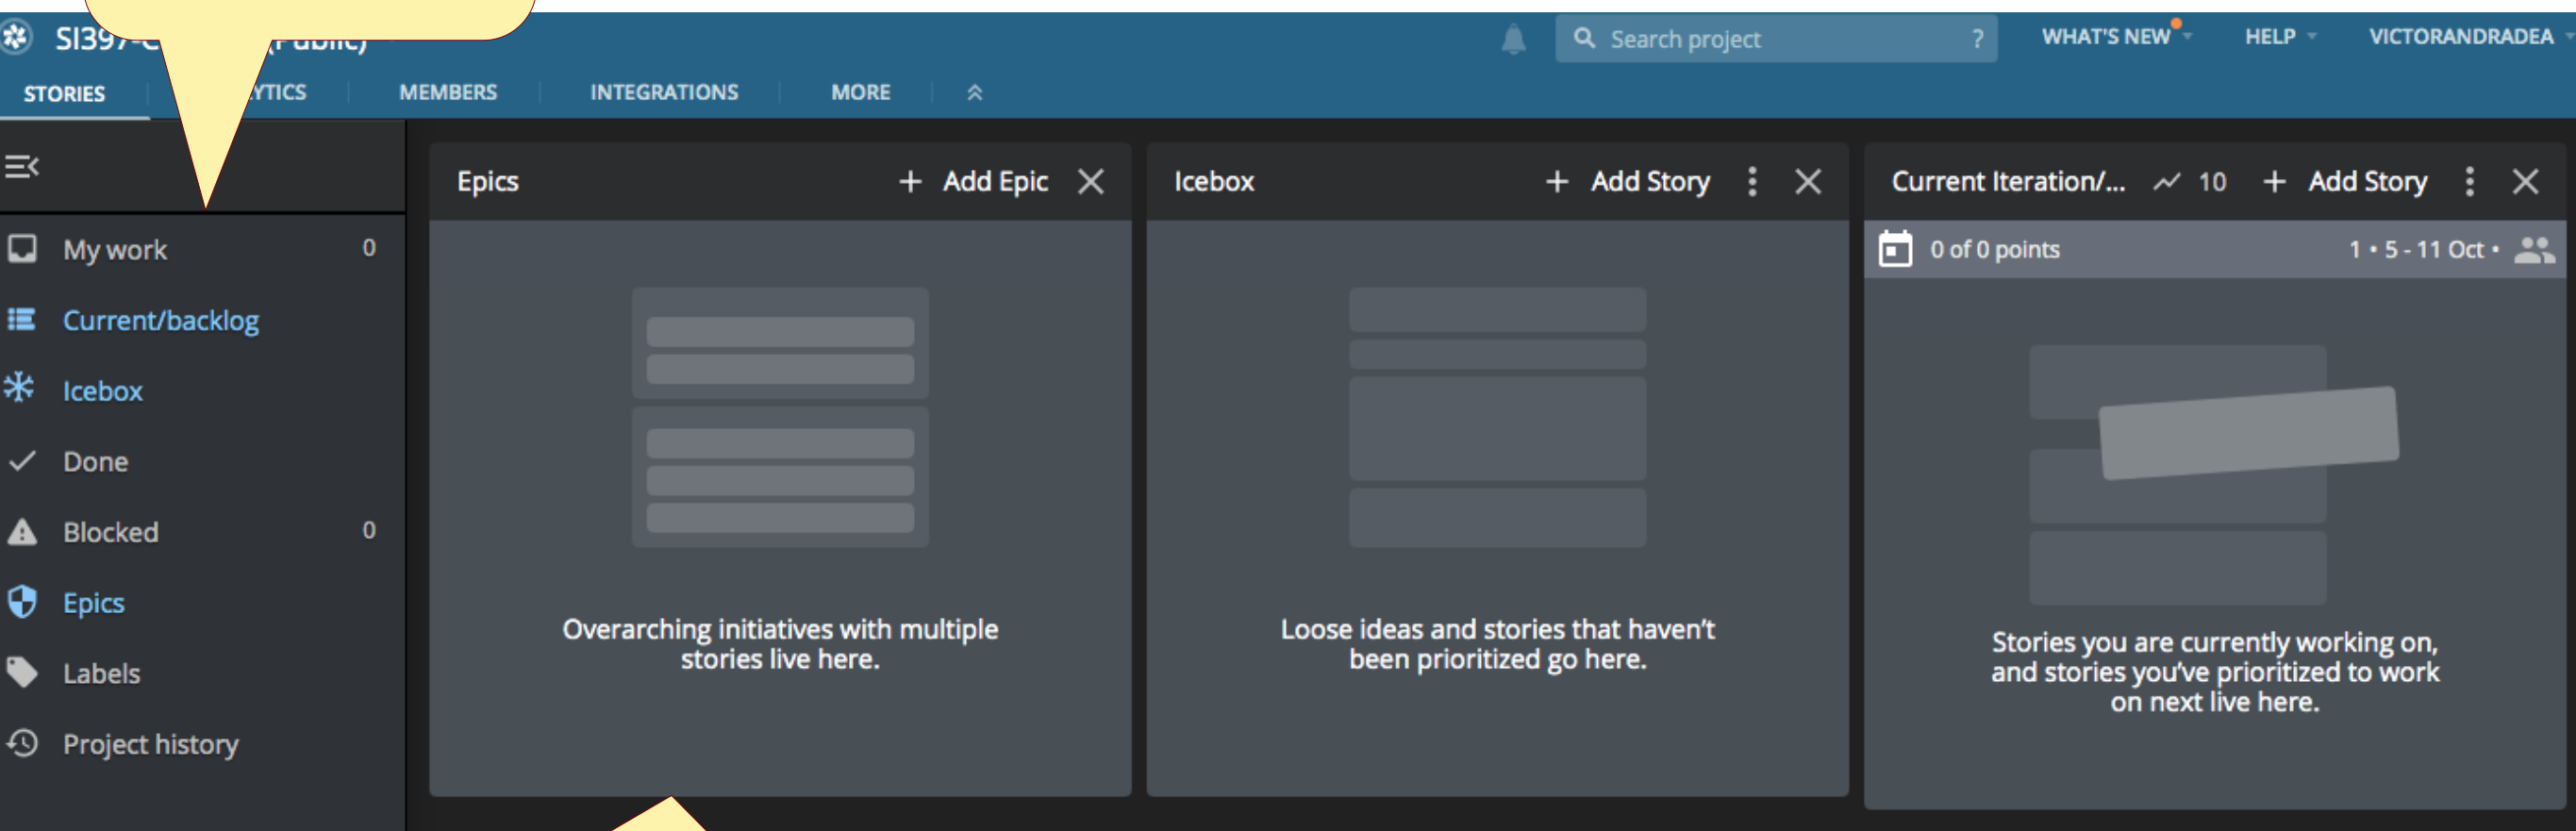 SI397-C
(Public)
Search project
?
WHAT'S NEW
HELP
VICTORANDRADEA
STORIES
YTICS
MEMBERS
INTEGRATIONS
MORE
My work 0
Current/backlog
Icebox
Done
Blocked 0
Epics
Labels
Project history
Epics
+ Add Epic
Overarching initiatives with multiple
stories live here.
Icebox
+ Add Story
Loose ideas and stories that haven't
been prioritized go here.
Current Iteration/...
10
+ Add Story
0 of 0 points
1 • 5 - 11 Oct •
Stories you are currently working on,
and stories you've prioritized to work
on next live here.